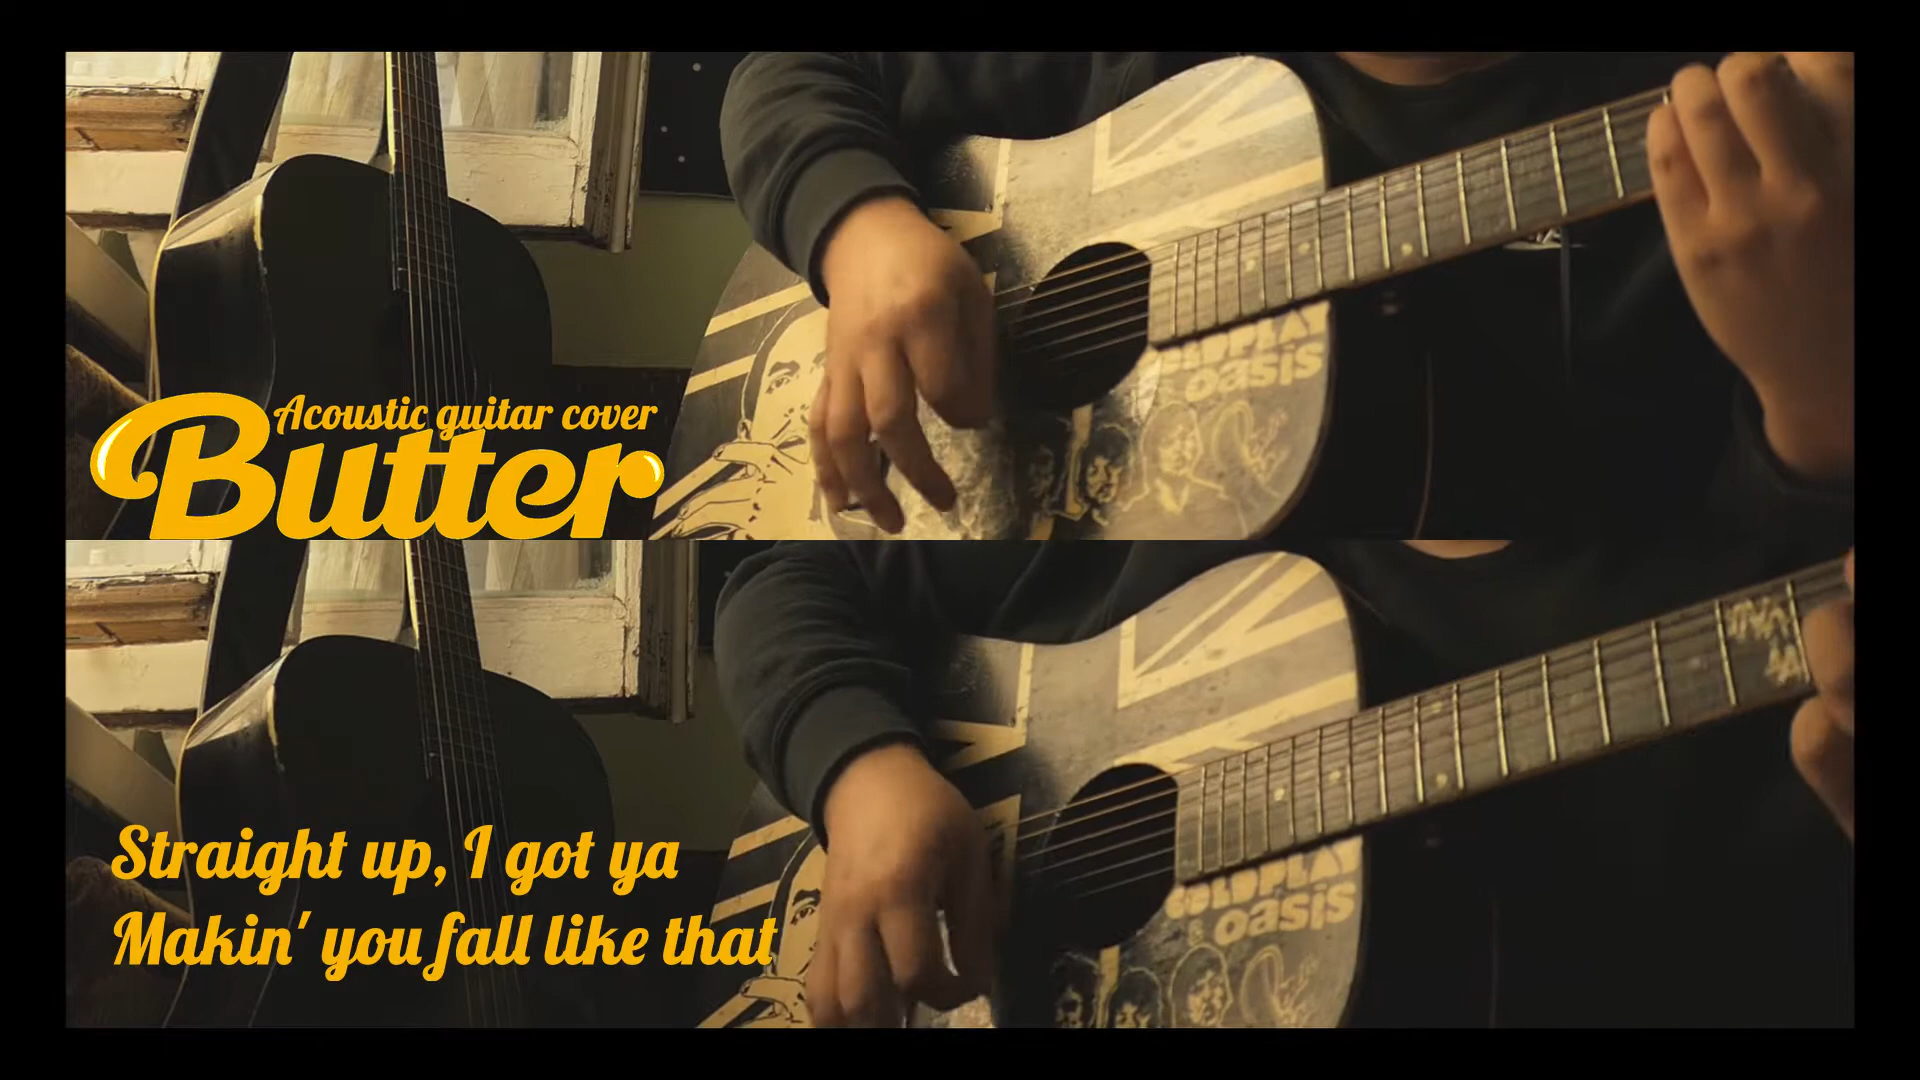 Acoustic guitar cover
Butter
COLDPLAY
oasis
Straight up, I got ya
Makin' you fall like that
COLDPLAY
oasis